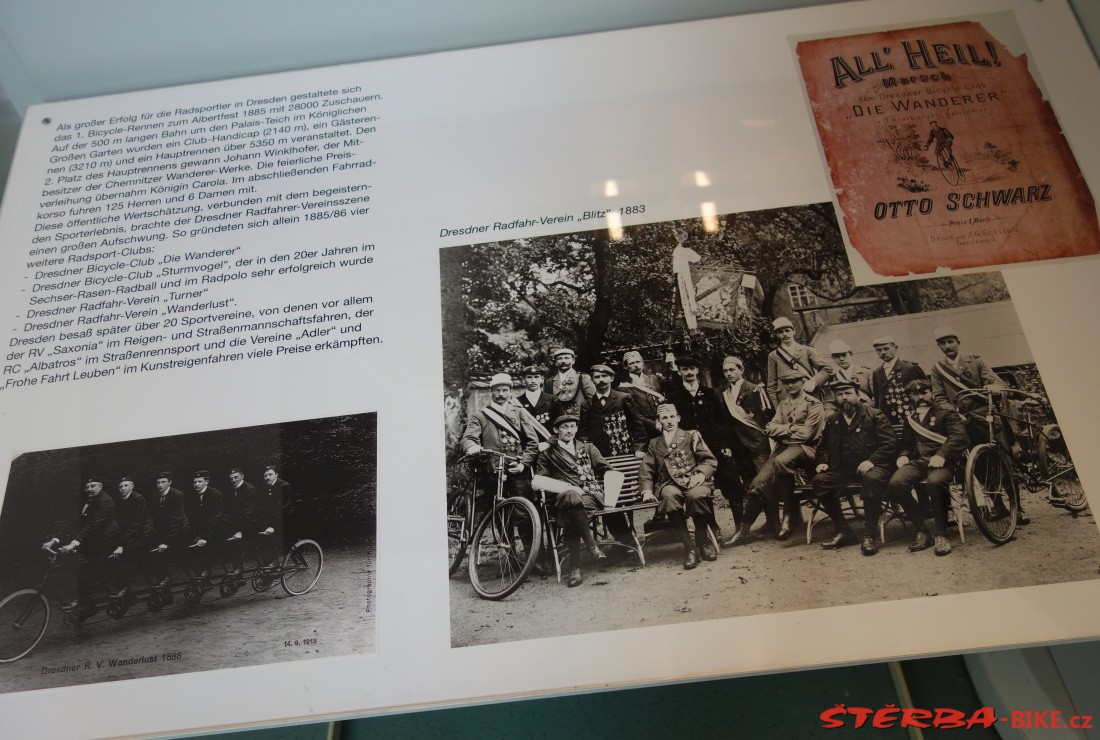 Als großer Erfolg für die Radsportler in Dresden gestaltete sich
das 1. Bicycle-Rennen zum Albertfest 1885 mit 28000 Zuschauern.
Auf der 500 m langen Bahn um den Palais-Teich im Königlichen
Großen Garten wurden ein Club-Handicap (2140 m), ein Gästeren-
nen (3210 m) und ein Hauptrennen über 5350 m veranstaltet. Den
2. Platz des Hauptrennens gewann Johann Winklhofer, der Mit-
besitzer der Chemnitzer Wanderer-Werke. Die feierliche Preis-
verleihung übernahm Königin Carola. Im abschließenden Fahrrad-
korso fuhren 125 Herren und 6 Damen mit.
Diese öffentliche Wertschätzung, verbunden mit dem begeistern-
den Sporterlebnis, brachte der Dresdner Radfahrer-Vereinsszene
einen großen Aufschwung. So gründeten sich allein 1885/86 vier
weitere Radsport-Clubs:
- Dresdner Bicycle-Club „Die Wanderer"
- Dresdner Bicycle-Club „Sturmvogel", der in den 20er Jahren im
Sechser-Rasen-Radball und im Radpolo sehr erfolgreich wurde
- Dresdner Radfahr-Verein „Turner"
- Dresdner Radfahr-Verein „Wanderlust".
Dresden besaß später über 20 Sportvereine, von denen vor allem
der RV „Saxonia" im Reigen- und Straßenmannschaftsfahren, der
RC „Albatros" im Straßenrennsport und die Vereine „Adler" und
„Frohe Fahrt Leuben" im Kunstreigenfahren viele Preise erkämpften.
Dresdner Radfahr-Verein „Blitz" 1883
ALL' HEIL!
Marsch
dem Dresdner Bicycle Club
„DIE WANDERER"
OTTO SCHWARZ
DRESDEN
Dresdner R. V. Wanderlust 1888
14. 9. 1913
Photographie
ŠTĚRBA-BIKE.cz